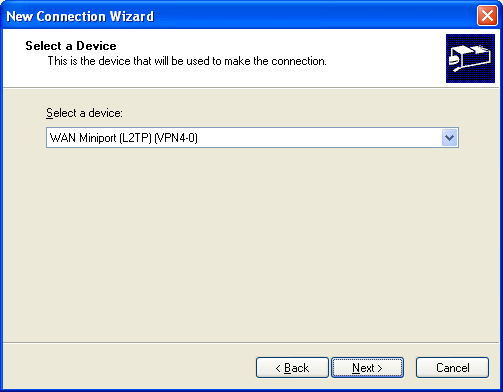 New Connection Wizard
Select a Device
This is the device that will be used to make the connection.
Select a device:
WAN Miniport (L2TP) (VPN4-0)
< Back
Next >
Cancel